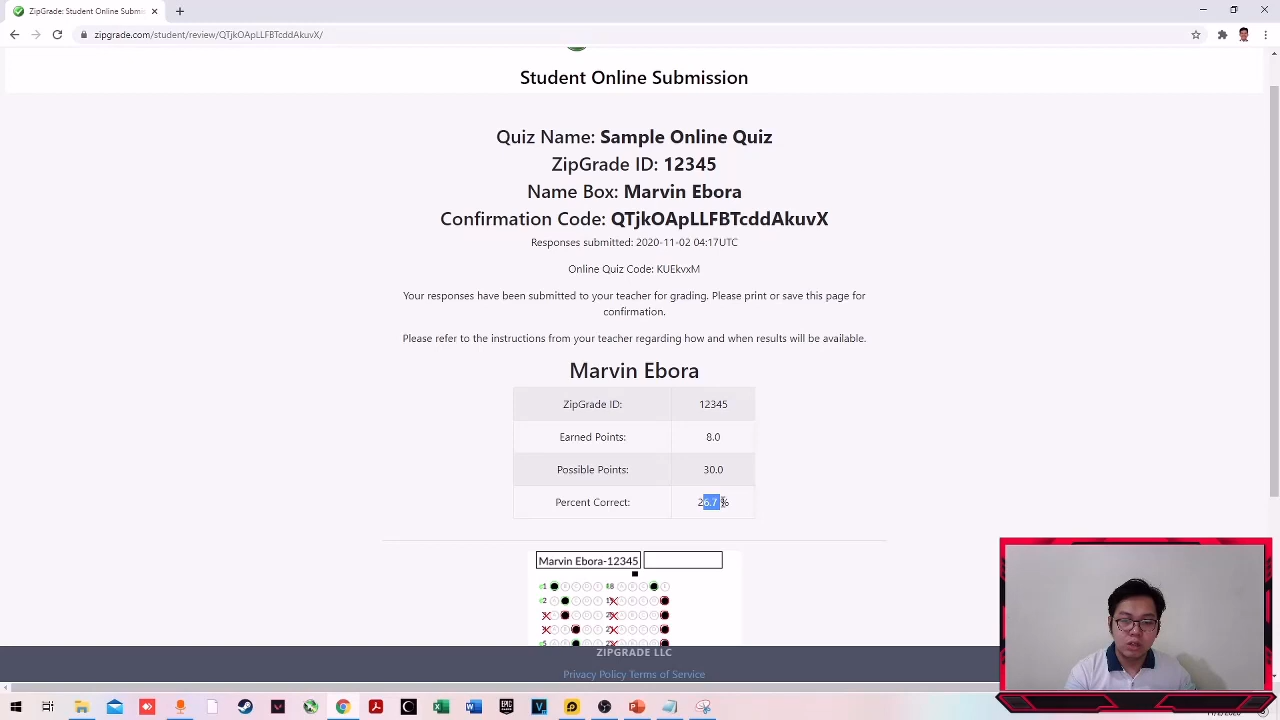 ZipGrade: Student Online Submis
zipgrade.com/student/review/QTjkOApLLFBTcddAkuvX/
Student Online Submission
Quiz Name: Sample Online Quiz
ZipGrade ID: 12345
Name Box: Marvin Ebora
Confirmation Code: QTjkOApLLFBTcddAkuvX
Responses submitted: 2020-11-02 04:17UTC
Online Quiz Code: KUEkvxM
Your responses have been submitted to your teacher for grading. Please print or save this page for
confirmation.
Please refer to the instructions from your teacher regarding how and when results will be available.
Marvin Ebora
ZipGrade ID: 12345
Earned Points: 8.0
Possible Points: 30.0
Percent Correct: 26.7 %
Marvin Ebora-12345
ZIPGRADE LLC
Privacy Policy Terms of Service